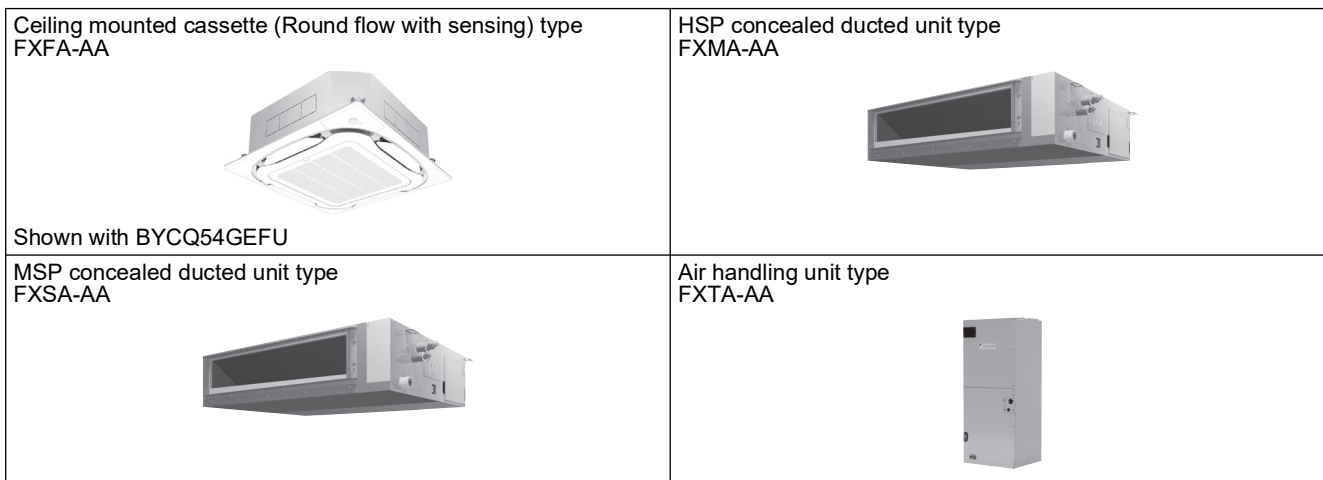 Ceiling mounted cassette (Round flow with sensing) type
FXFA-AA
Shown with BYCQ54GEFU
HSP concealed ducted unit type
FXMA-AA
MSP concealed ducted unit type
FXSA-AA
Air handling unit type
FXTA-AA